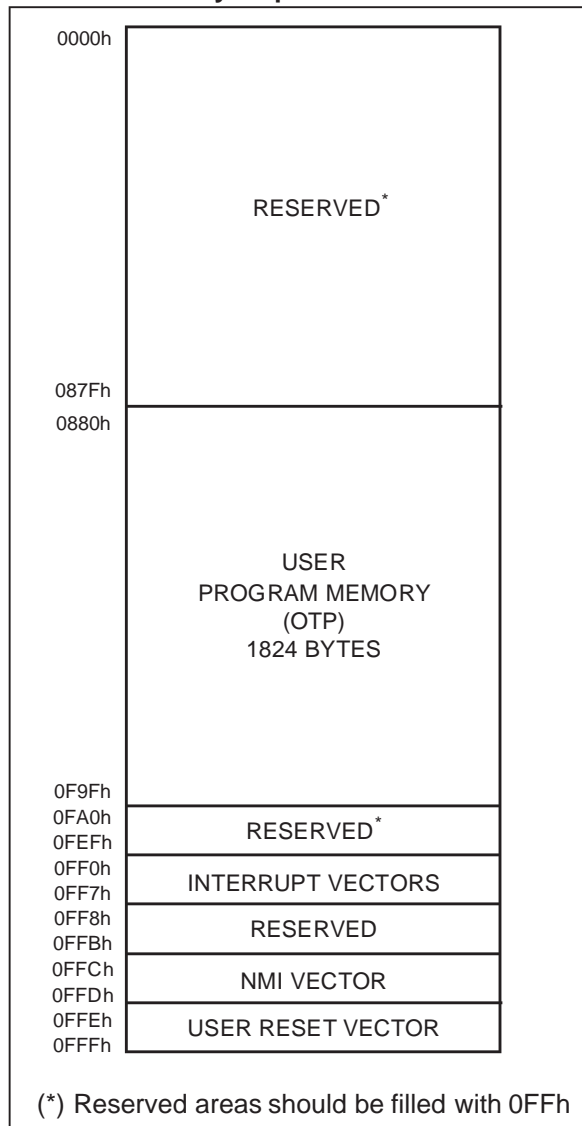 0000h
RESERVED*
087Fh
0880h
USER
PROGRAM MEMORY
(OTP)
1824 BYTES
0F9Fh
0FA0h
RESERVED*
0FEFh
0FF0h
INTERRUPT VECTORS
0FF7h
0FF8h
RESERVED
0FFBh
0FFCh
NMI VECTOR
0FFDh
0FFEh
USER RESET VECTOR
0FFFh
(*) Reserved areas should be filled with 0FFh